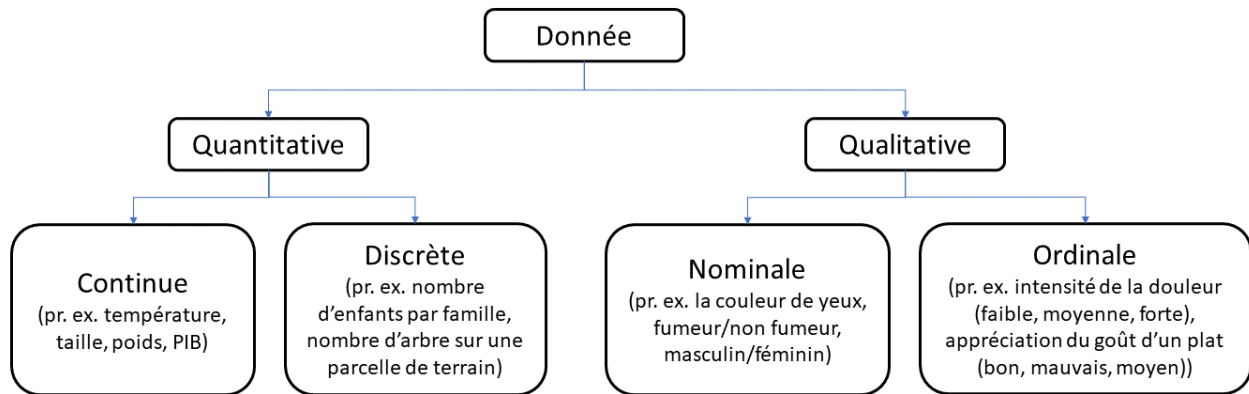 Donnée
Quantitative
Qualitative
Continue
(pr. ex. température,
taille, poids, PIB)
Discrète
(pr. ex. nombre
d’enfants par famille,
nombre d’arbre sur une
parcelle de terrain)
Nominale
(pr. ex. la couleur de yeux,
fumeur/non fumeur,
masculin/féminin)
Ordinale
(pr. ex. intensité de la douleur
(faible, moyenne, forte),
appréciation du goût d’un plat
(bon, mauvais, moyen))